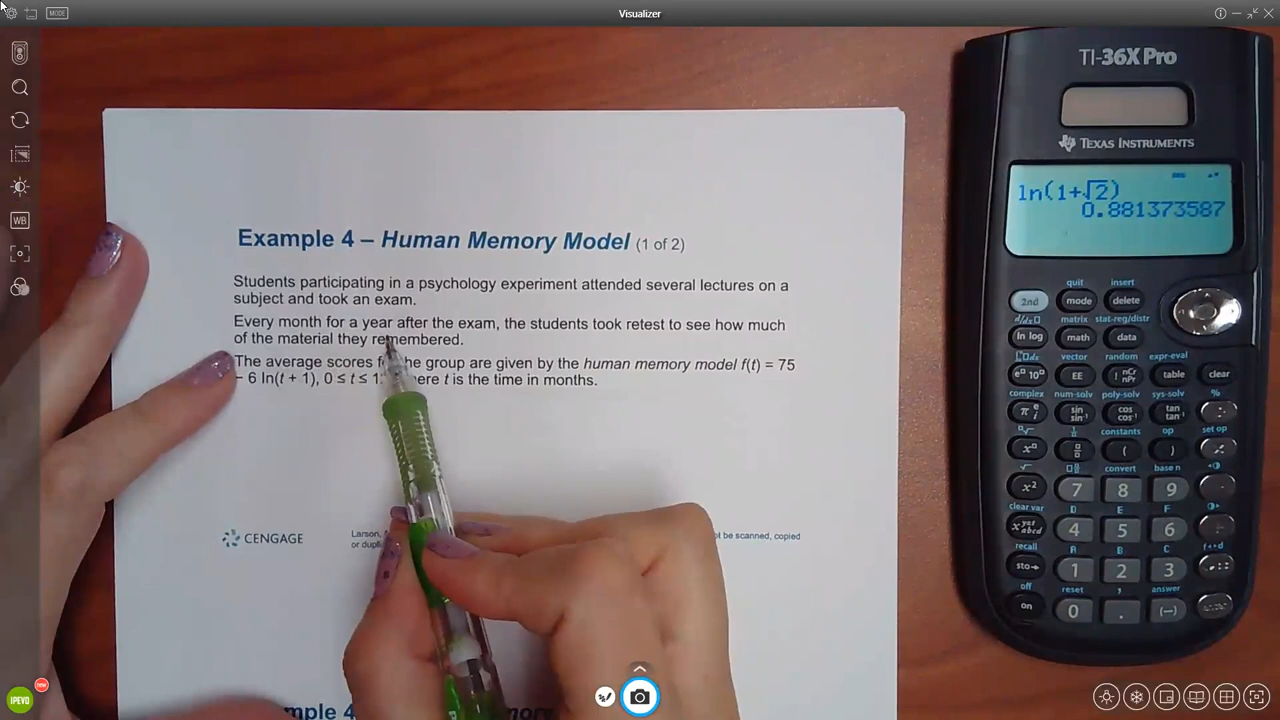 MODE
Visualizer
TI-36X Pro
TEXAS INSTRUMENTS
ln(1+√2)
0.881373587
Example 4 – Human Memory Model (1 of 2)
Students participating in a psychology experiment attended several lectures on a
subject and took an exam.
Every month for a year after the exam, the students took retest to see how much
of the material they remembered.
The average scores the group are given by the human memory model f(t) = 75
– 6 ln(t + 1), 0 ≤ t ≤ t is the time in months.
CENGAGE
Larson,
be scanned, copied
or
WB
quit insert
2nd mode delete
matrix stat-reg/distr
ln log math data
vector random expr-eval
EE nCr nPr table clear
complex num-solv poly-solv sys-solv %
sin cos tan
constants op set op
( )
convert base n
x² 7 8 9
clear var D E F
4 5 6
recall A B C
sto→ 1 2 3
off reset , answer
on 0 . (−)
IPEVO
new